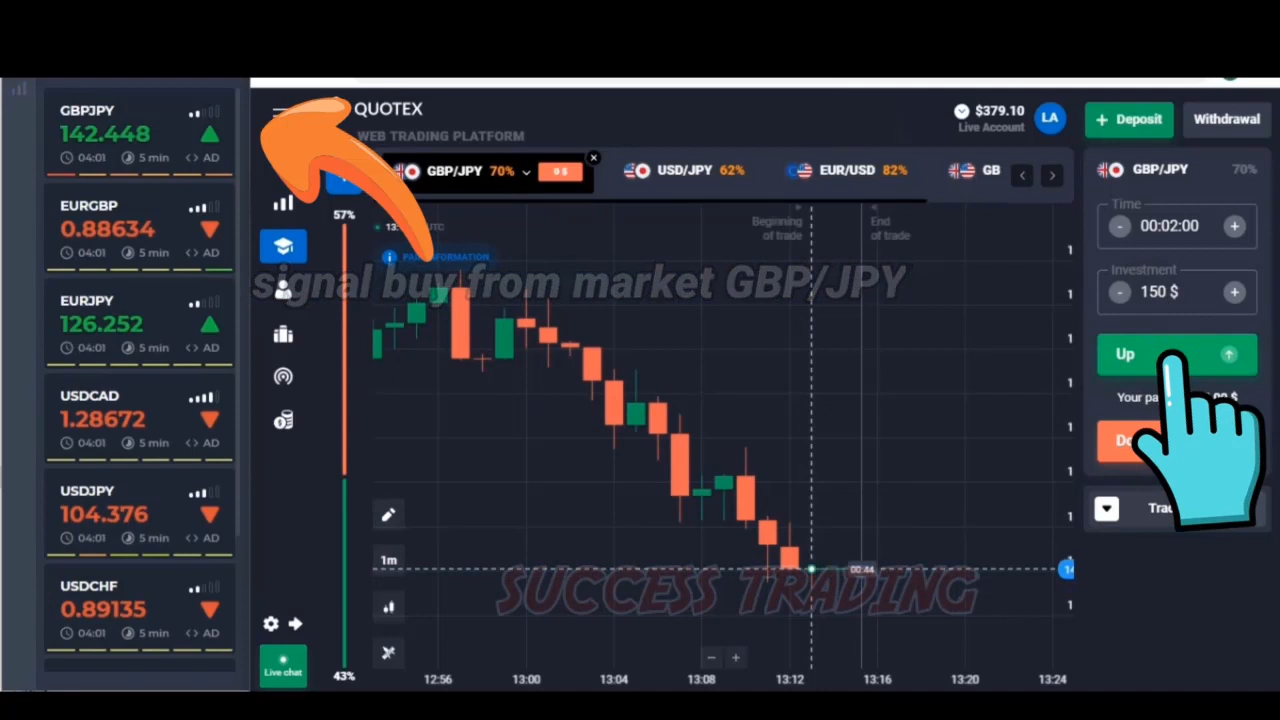 GBPJPY
142.448
04:01 5 min <> AD
EURGBP
0.88634
04:01 5 min <> AD
EURJPY
126.252
04:01 5 min <> AD
USDCAD
1.28672
04:01 5 min <> AD
USDJPY
104.376
04:01 5 min <> AD
USDCHF
0.89135
04:01 5 min <> AD
QUOTEX
WEB TRADING PLATFORM
$379.10
Live Account
LA
+ Deposit
Withdrawal
GBP/JPY 70% 0 $
USD/JPY 62%
EUR/USD 82%
GB
57%
UTC
Beginning
of trade
End
of trade
signal buy from market GBP/JPY
1m
00:44
SUCCESS TRADING
43%
12:56 13:00 13:04 13:08 13:12 13:16 13:20 13:24
Live chat
GBP/JPY 70%
Time
- 00:02:00 +
Investment
- 150 $ +
Up
Your